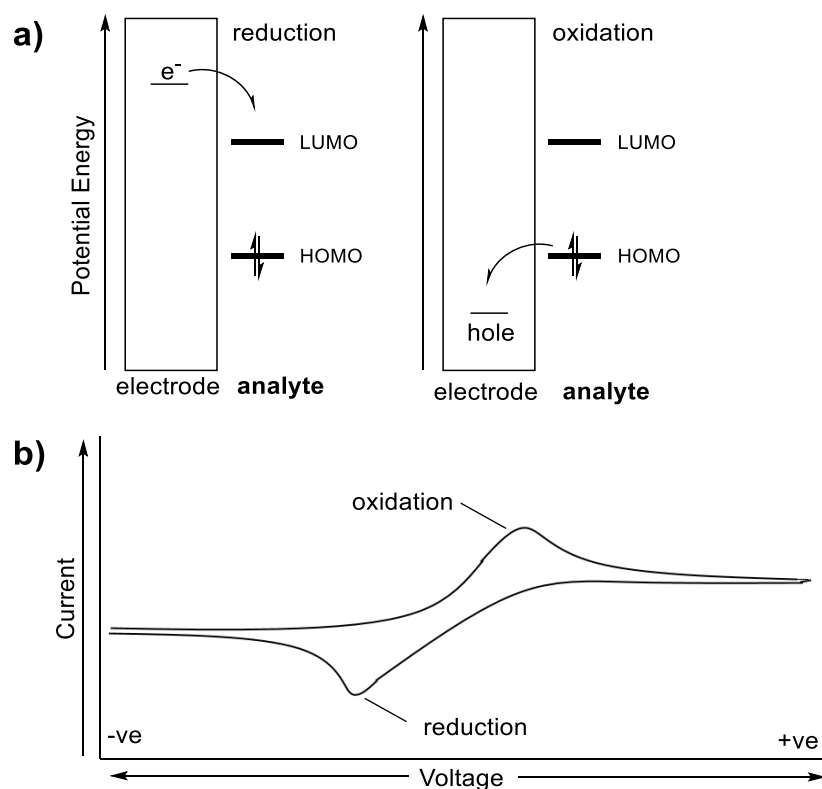 a)
reduction
e-
LUMO
HOMO
Potential Energy
electrode analyte
oxidation
LUMO
HOMO
hole
electrode analyte
b)
oxidation
Current
reduction
-ve
+ve
Voltage